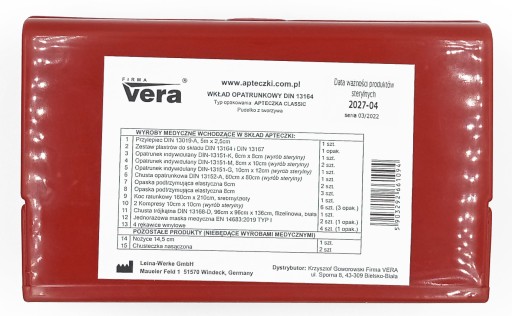 FIRMA
vera®
www.apteczki.com.pl
WKŁAD OPATRUNKOWY DIN 13164
Typ opakowania APTECZKA CLASSIC
Pudełko z tworzywa
Data ważności produktów
sterylnych
2027-04
seria 03/2022
WYROBY MEDYCZNE WCHODZĄCE W SKŁAD APTECZKI:
1 Przylepiec DIN 13019-A, 5m x 2,5cm 1 szt.
2 Zestaw plastrów do składu DIN 13164 i DIN 13167 1 opak.
3 Opatrunek indywidualny DIN-13151-K, 6cm x 8cm (wyrób sterylny) 1 szt.
4 Opatrunek indywidualny DIN-13151-M, 8cm x 10cm (wyrób sterylny) 2 szt.
5 Opatrunek indywidualny DIN-13151-G, 10cm x 12cm (wyrób sterylny) 1 szt.
6 Chusta opatrunkowa DIN 13152-A, 60cm x 80cm (wyrób sterylny) 1 szt.
7 Opaska podtrzymująca elastyczna 6cm 2 szt.
8 Opaska podtrzymująca elastyczna 8cm 3 szt.
9 Koc ratunkowy 160cm x 210cm, srebrnozłoty 1 szt.
10 2 Kompresy 10cm x 10cm (wyrób sterylny) 6 szt. (3 opak.)
11 Chusta trójkątna DIN 13168-D, 96cm x 96cm x 136cm, flizelinowa, biała 1 szt.
12 Jednorazowa maska medyczna EN 14683:2019 TYP I 2 szt. (1 opak.)
13 4 rękawice winylowe 4 szt. (1 opak.)
POZOSTAŁE PRODUKTY (NIEBĘDĄCE WYROBAMI MEDYCZNYMI)
14 Nożyce 14,5 cm 1 szt.
15 Chusteczka nasączona 2 szt.
5903292661094
Leina-Werke GmbH
Maueler Feld 1 51570 Windeck, Germany
Dystrybutor: Krzysztof Goworowski Firma VERA
ul. Spoma 8, 43-309 Bielsko-Biała